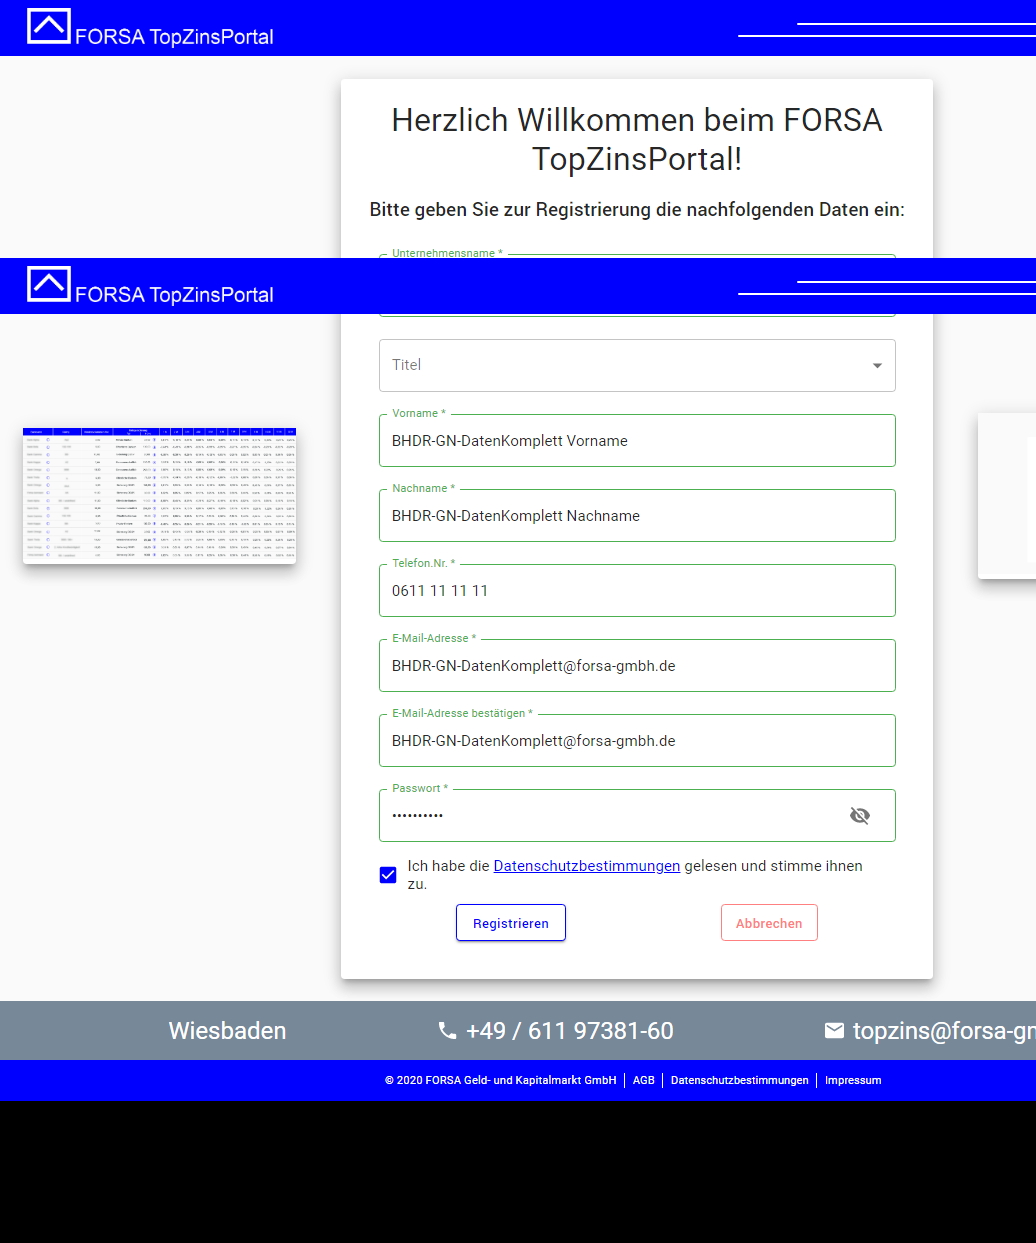 FORSA TopZinsPortal
Herzlich Willkommen beim FORSA
TopZinsPortal!
Bitte geben Sie zur Registrierung die nachfolgenden Daten ein:
Unternehmensname *
FORSA TopZinsPortal
Titel
Vorname *
BHDR-GN-DatenKomplett Vorname
Nachname *
BHDR-GN-DatenKomplett Nachname
Telefon.Nr. *
0611 11 11 11
E-Mail-Adresse *
BHDR-GN-DatenKomplett@forsa-gmbh.de
E-Mail-Adresse bestätigen *
BHDR-GN-DatenKomplett@forsa-gmbh.de
Passwort *
••••••••••
Ich habe die Datenschutzbestimmungen gelesen und stimme ihnen
zu.
Registrieren Abbrechen
Wiesbaden +49 / 611 97381-60 topzins@forsa-gm
© 2020 FORSA Geld- und Kapitalmarkt GmbH AGB Datenschutzbestimmungen Impressum